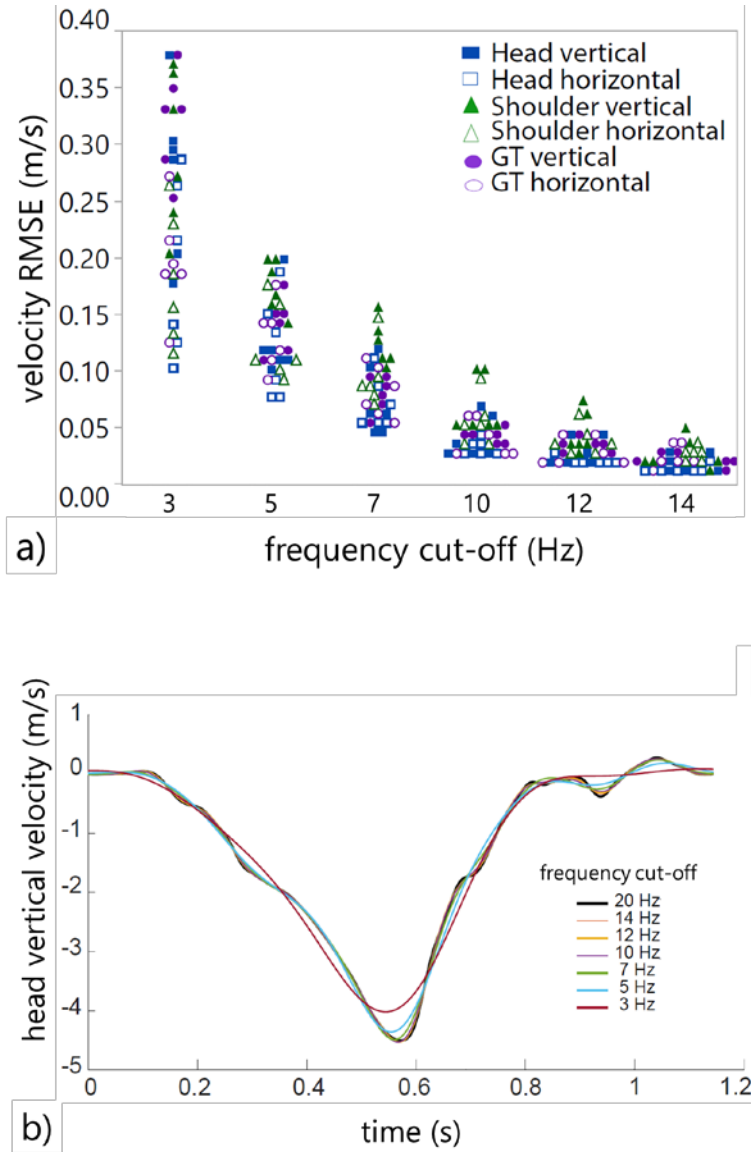 0.40
0.35
0.30
0.25
0.20
0.15
0.10
0.05
0.00
velocity RMSE (m/s)
Head vertical
Head horizontal
Shoulder vertical
Shoulder horizontal
GT vertical
GT horizontal
3 5 7 10 12 14
a) frequency cut-off (Hz)
1
0
-1
-2
-3
-4
-5
head vertical velocity (m/s)
frequency cut-off
20 Hz
14 Hz
12 Hz
10 Hz
7 Hz
5 Hz
3 Hz
0 0.2 0.4 0.6 0.8 1 1.2
b) time (s)